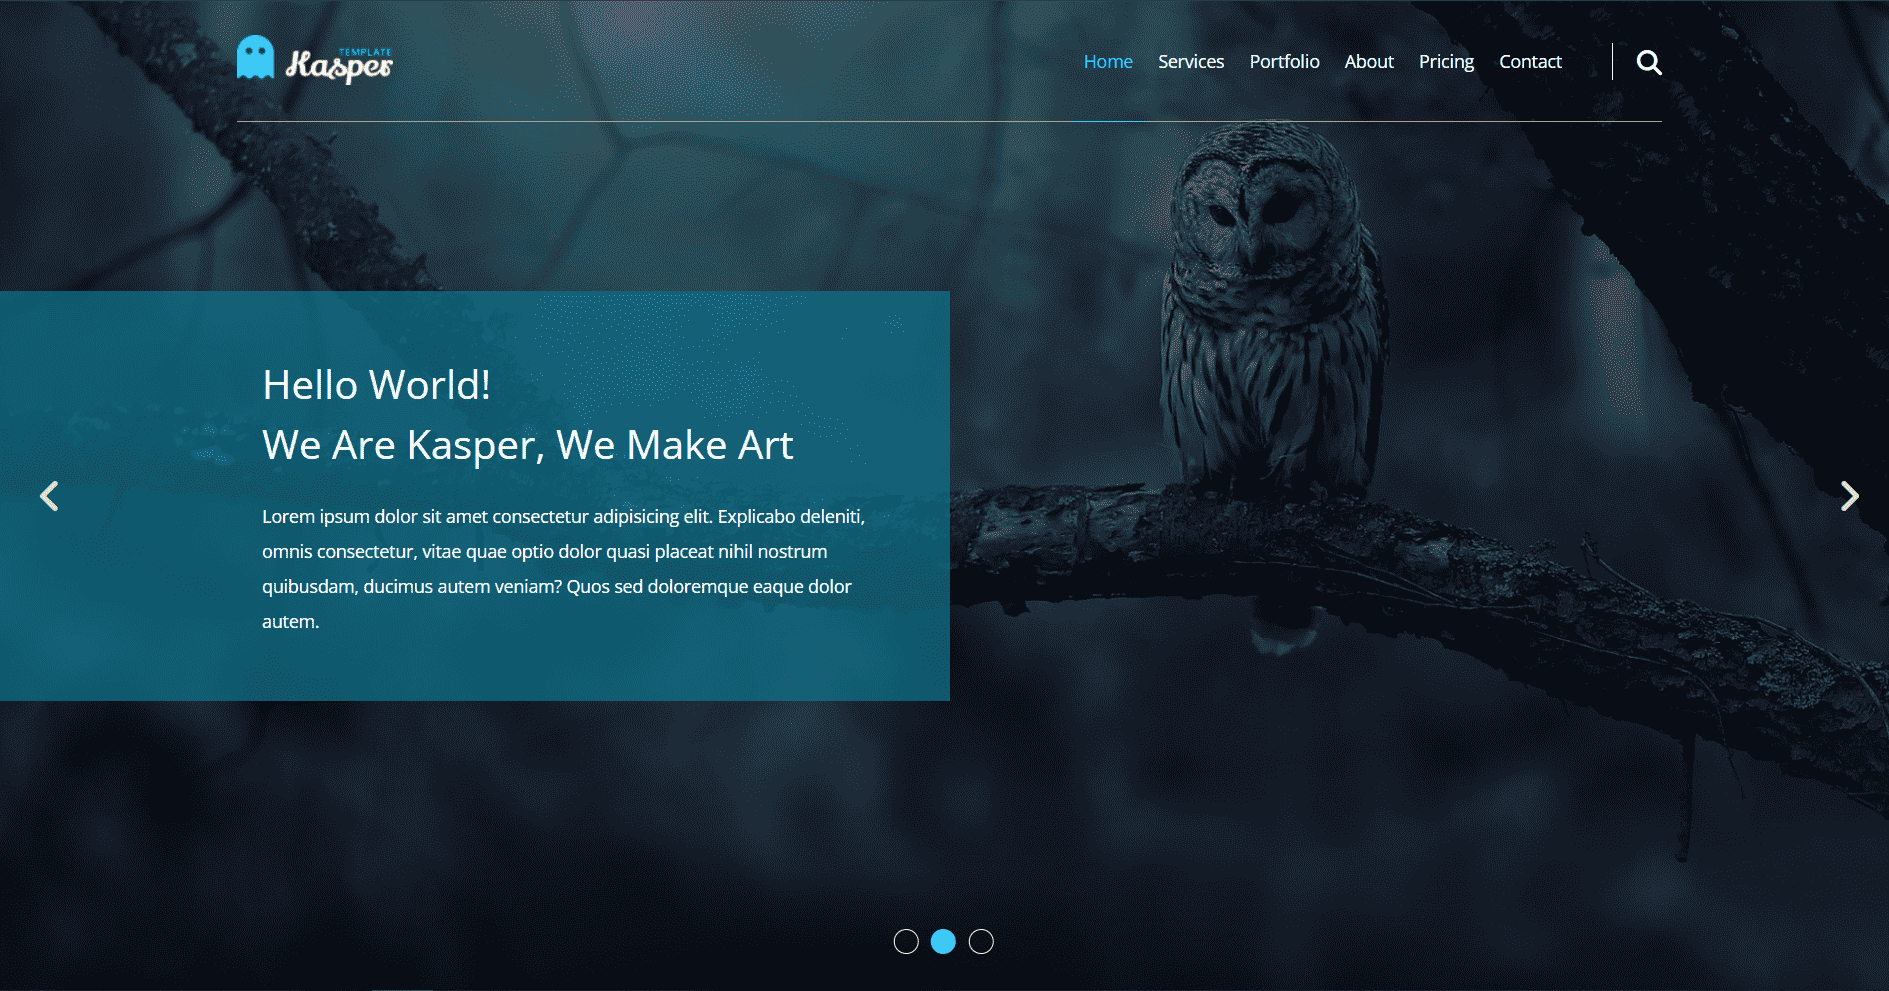 TEMPLATE
Kasper
Home Services Portfolio About Pricing Contact
Hello World!
We Are Kasper, We Make Art
Lorem ipsum dolor sit amet consectetur adipisicing elit. Explicabo deleniti,
omnis consectetur, vitae quae optio dolor quasi placeat nihil nostrum
quibusdam, ducimus autem veniam? Quos sed doloremque eaque dolor
autem.